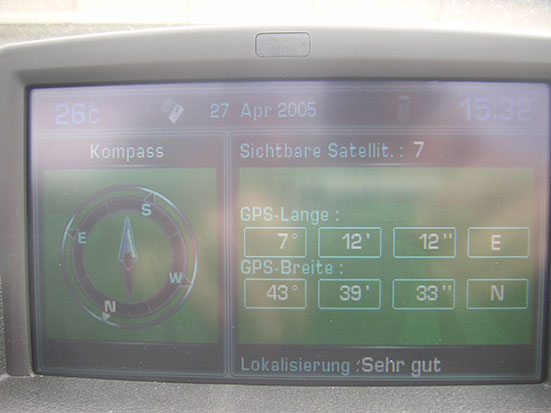 26c 27 Apr 2005 15:32
Kompass
S
E
W
N
Sichtbare Satellit. : 7
GPS-Länge :
7° 12' 12'' E
GPS-Breite :
43° 39' 33'' N
Lokalisierung :Sehr gut